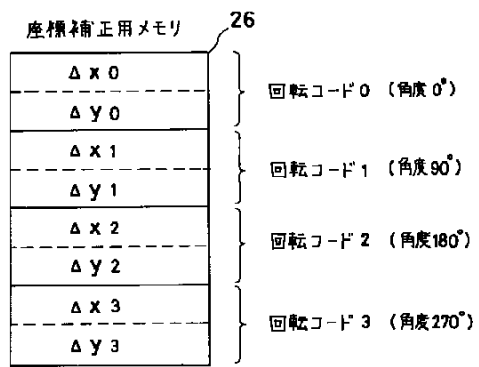 座標補正用メモリ 26
Δx0
Δy0
回転コード0 (角度0°)
Δx1
Δy1
回転コード1 (角度90°)
Δx2
Δy2
回転コード2 (角度180°)
Δx3
Δy3
回転コード3 (角度270°)